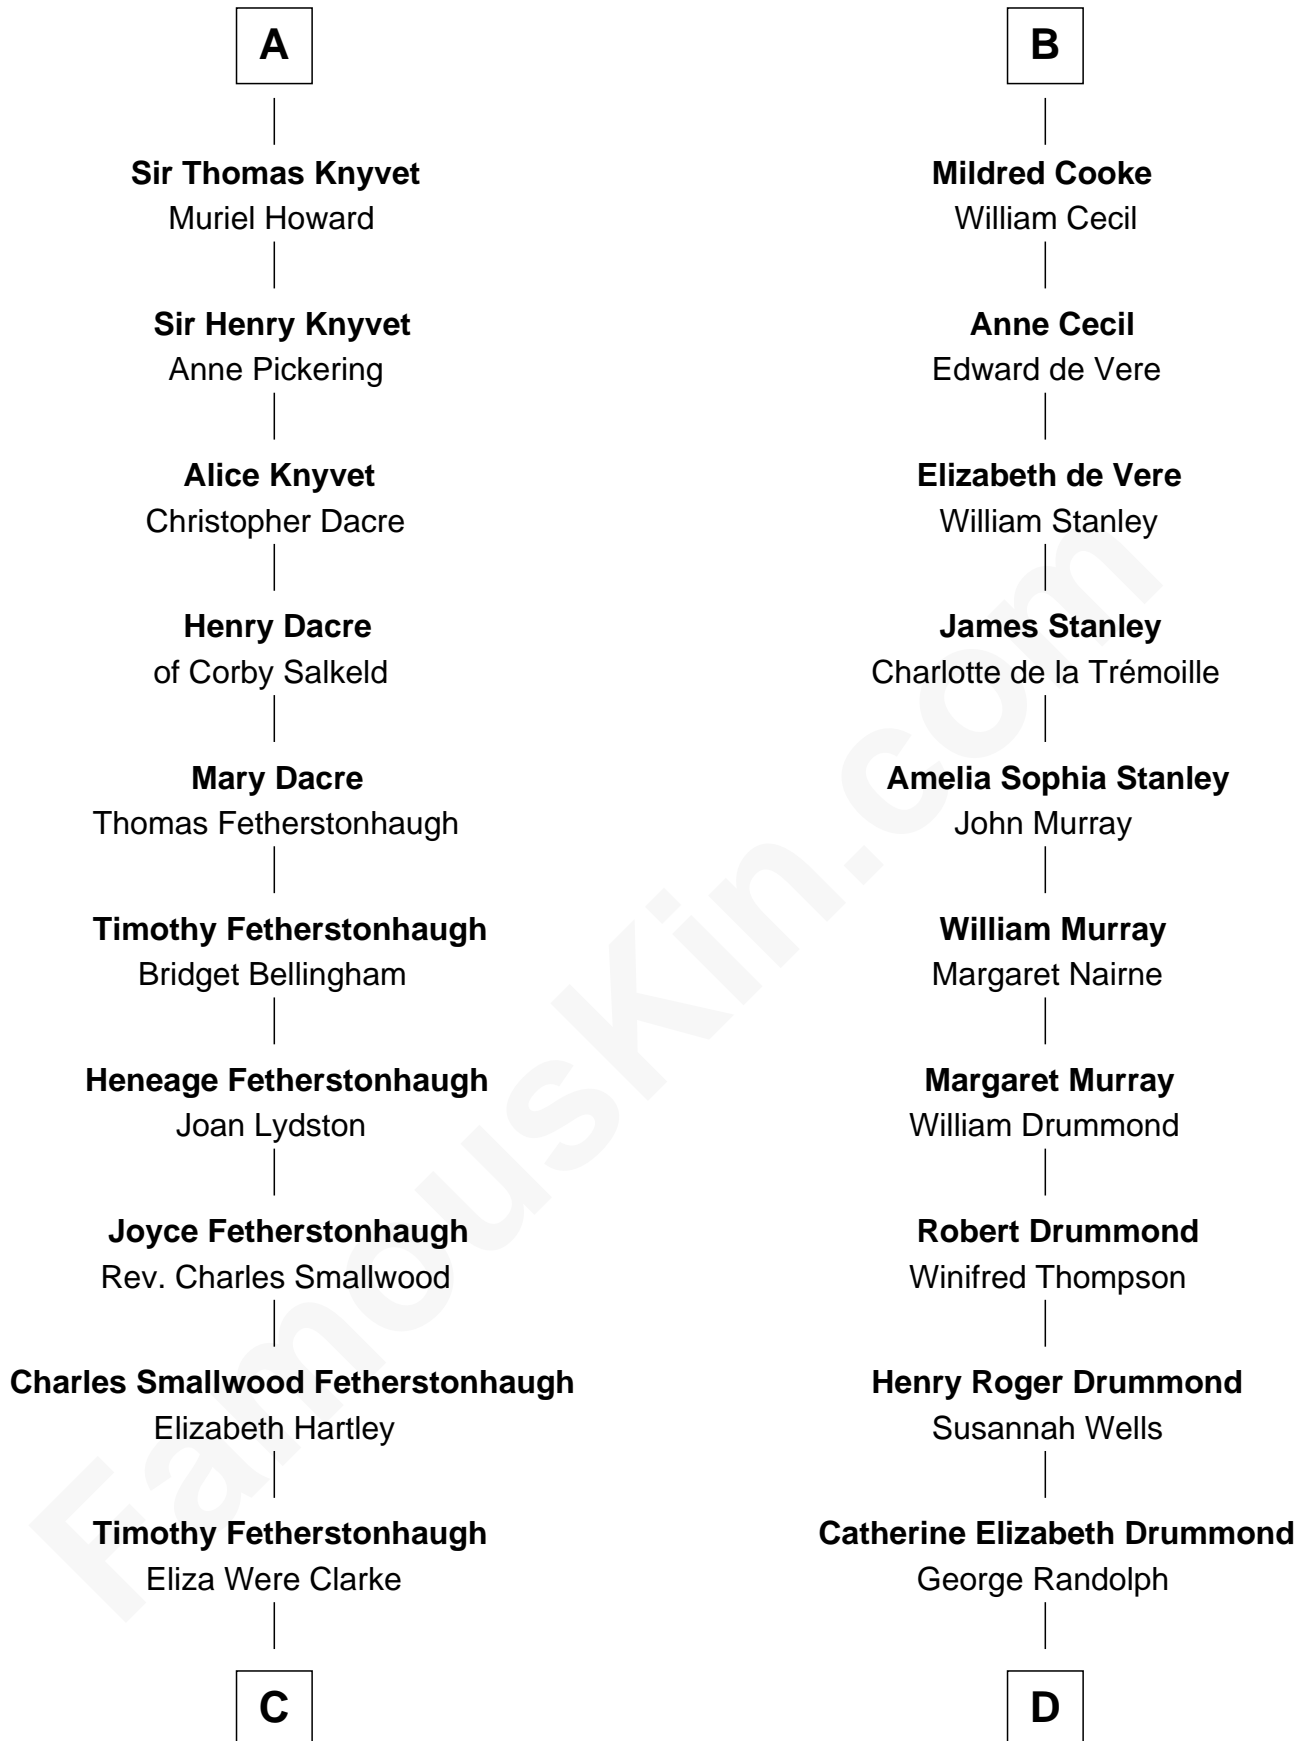 A
Sir Thomas Knyvet
Muriel Howard
Sir Henry Knyvet
Anne Pickering
Alice Knyvet
Christopher Dacre
Henry Dacre
of Corby Salkeld
Mary Dacre
Thomas Fetherstonhaugh
Timothy Fetherstonhaugh
Bridget Bellingham
Heneage Fetherstonhaugh
Joan Lydston
Joyce Fetherstonhaugh
Rev. Charles Smallwood
Charles Smallwood Fetherstonhaugh
Elizabeth Hartley
Timothy Fetherstonhaugh
Eliza Were Clarke
C
B
Mildred Cooke
William Cecil
Anne Cecil
Edward de Vere
Elizabeth de Vere
William Stanley
James Stanley
Charlotte de la Trémoille
Amelia Sophia Stanley
John Murray
William Murray
Margaret Nairne
Margaret Murray
William Drummond
Robert Drummond
Winifred Thompson
Henry Roger Drummond
Susannah Wells
Catherine Elizabeth Drummond
George Randolph
D
FamousKin.com